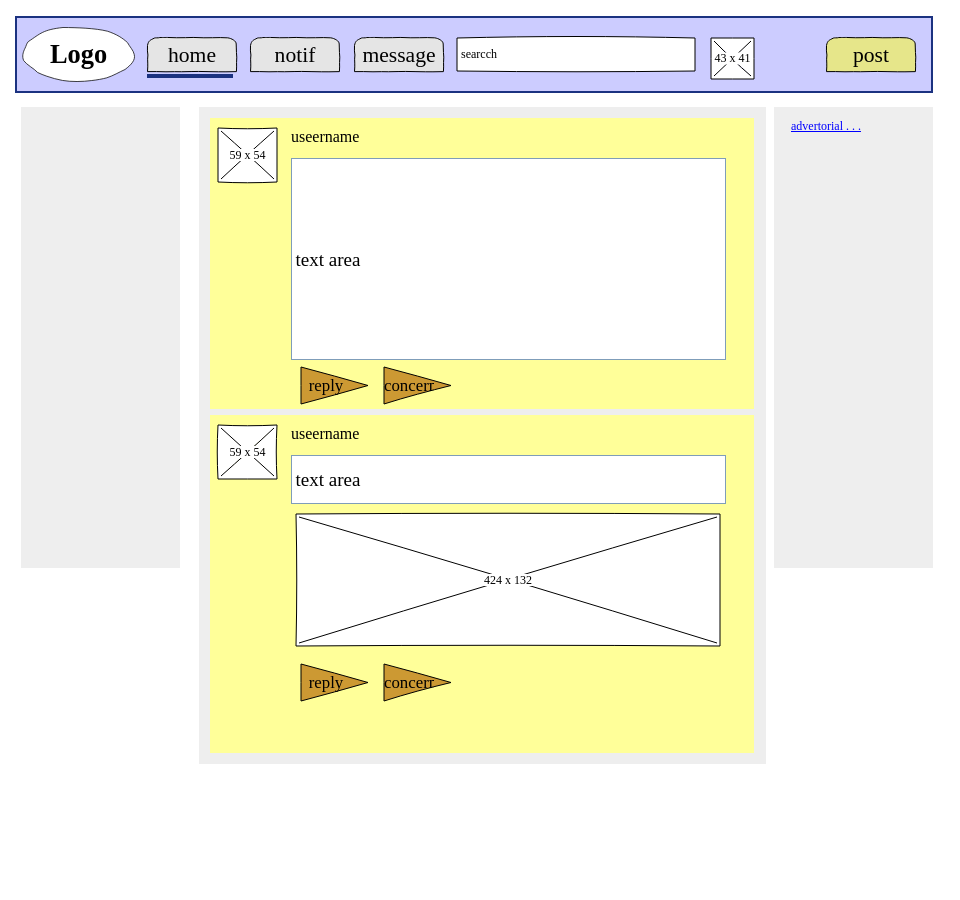 Logo
home
notif
message
searcch
43 x 41
post
59 x 54
useername
text area
reply
concerr
advertorial . . .
59 x 54
useername
text area
424 x 132
reply
concerr